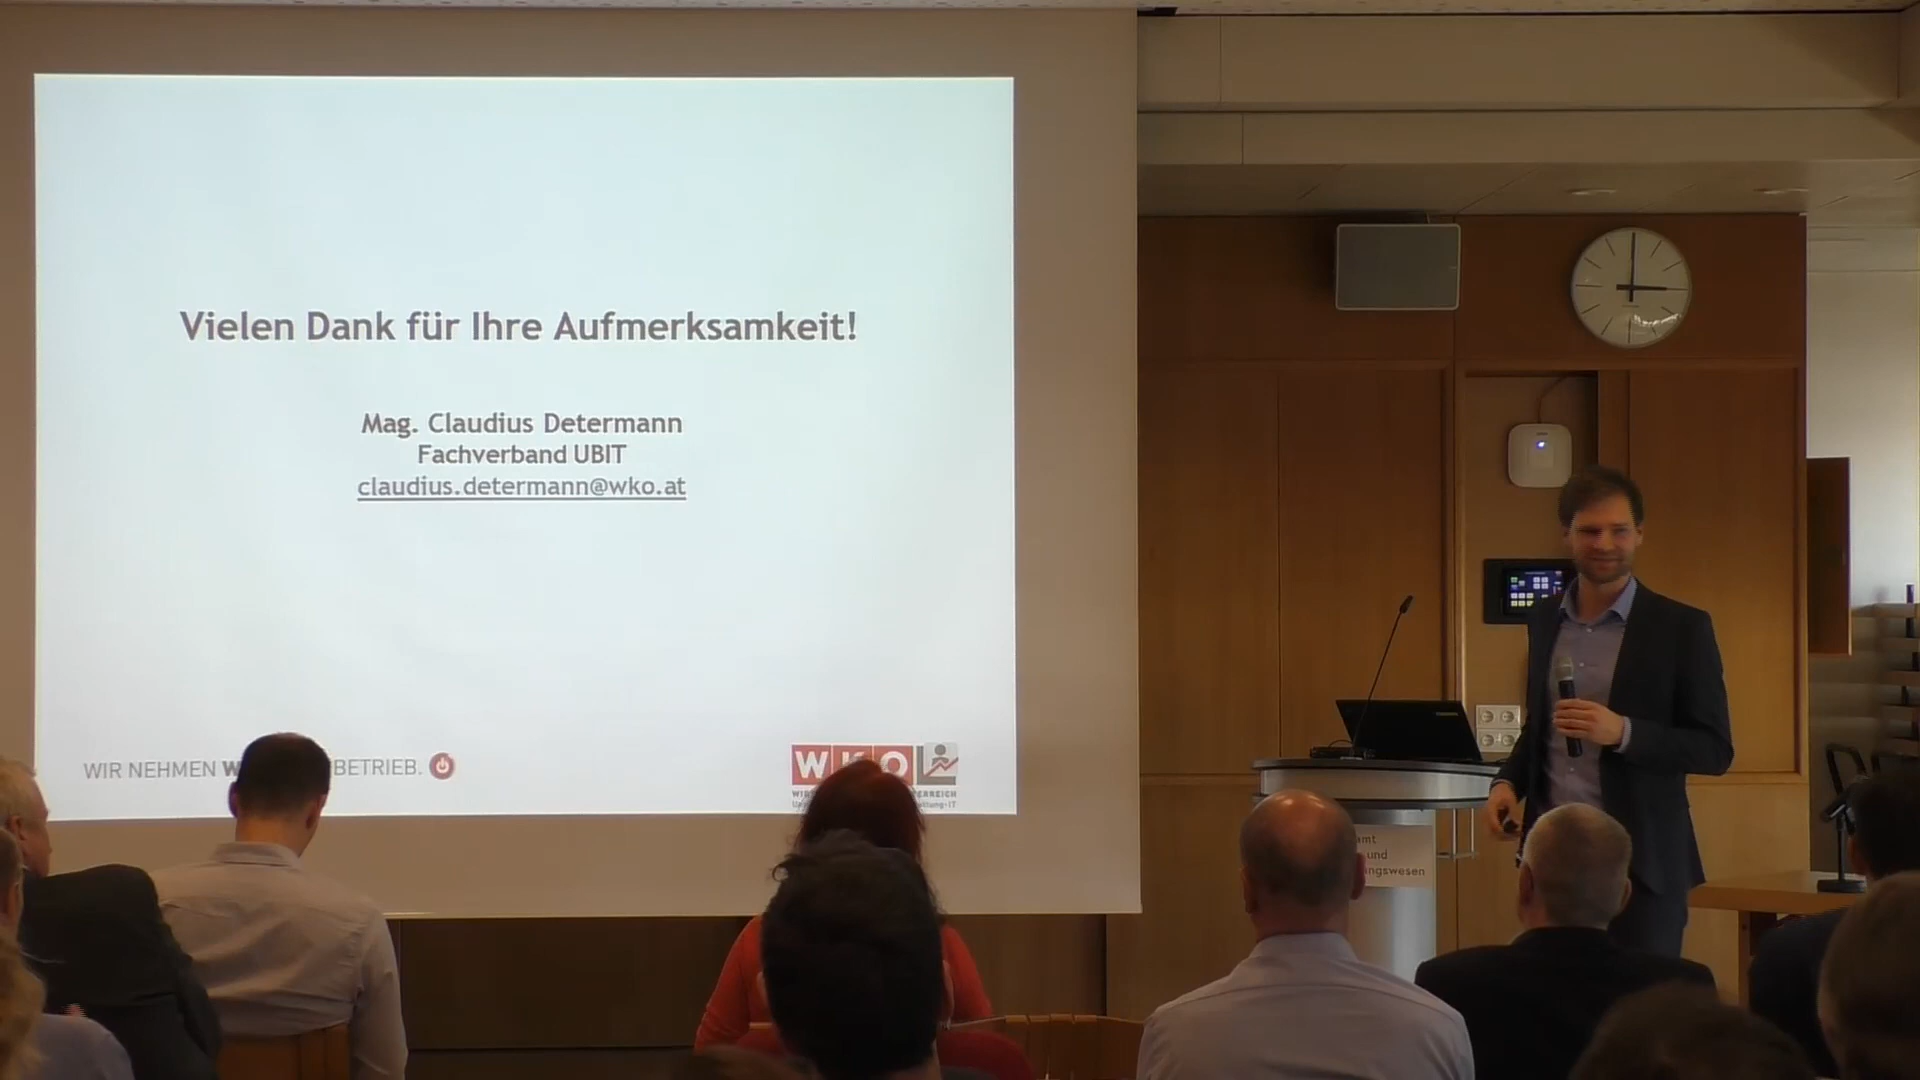 Vielen Dank für Ihre Aufmerksamkeit!
Mag. Claudius Determann
Fachverband UBIT
claudius.determann@wko.at
WIR NEHMEN BETRIEB.
WKO
und